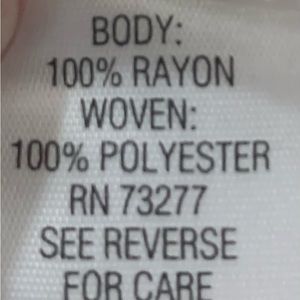 BODY:
100% RAYON
WOVEN:
100% POLYESTER
RN 73277
SEE REVERSE
FOR CARE